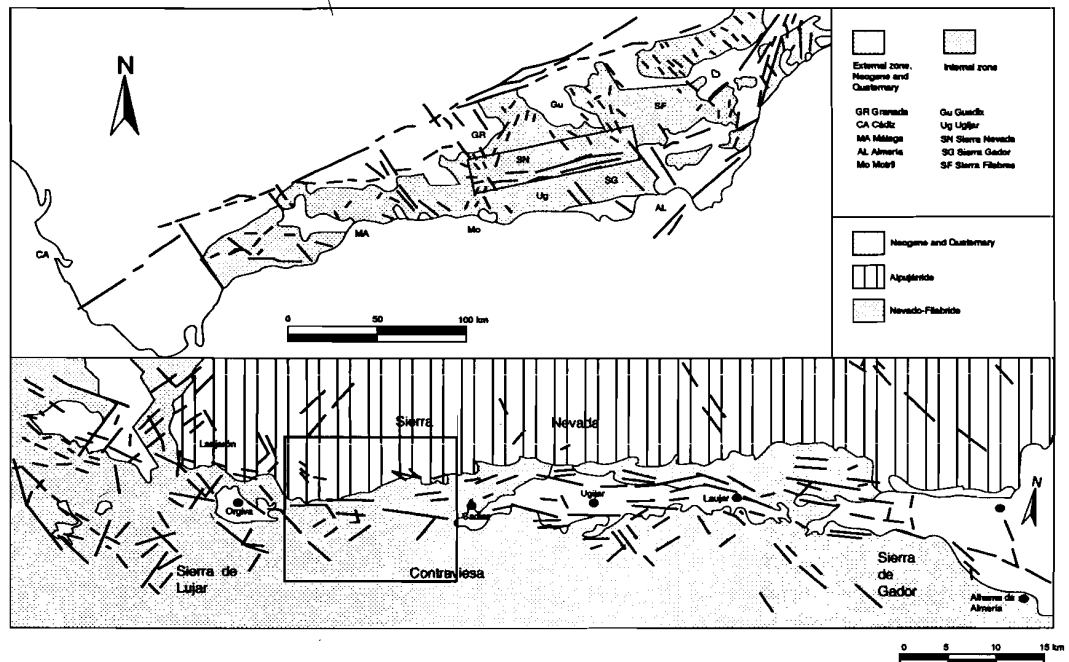 N
GR
Gu
SF
SN
SG
Ug
AL
MA
Mo
CA
0 50 100 km
External zone,
Neogene and
Quaternary
Internal zone
GR Granada
CA Cádiz
MA Málaga
AL Almería
Mo Motril
Gu Guadix
Ug Ugijar
SN Sierra Nevada
SG Sierra Gador
SF Sierra Filabres
Neogene and Quaternary
Alpujárride
Nevado-Filabride
Sierra
Nevada
Lanjarón
Orgiva
Ugijar
Laujar
N
Sierra de
Lujar
Contraviesa
Sierra
de
Gador
Alhama de
Almería
0 5 10 15 km